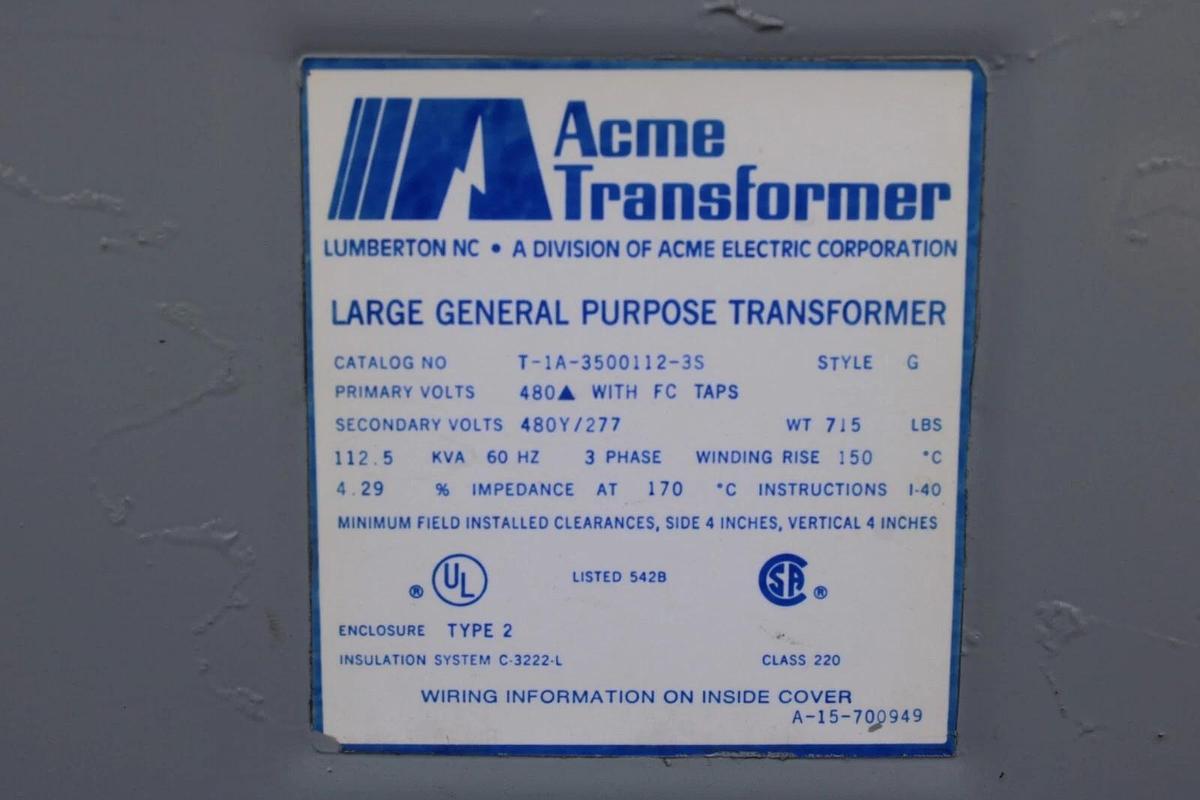 Acme
Transformer
LUMBERTON NC • A DIVISION OF ACME ELECTRIC CORPORATION
LARGE GENERAL PURPOSE TRANSFORMER
CATALOG NO T-1A-3500112-3S STYLE G
PRIMARY VOLTS 480▲ WITH FC TAPS
SECONDARY VOLTS 480Y/277 WT 715 LBS
112.5 KVA 60 HZ 3 PHASE WINDING RISE 150 °C
4.29 % IMPEDANCE AT 170 °C INSTRUCTIONS I-40
MINIMUM FIELD INSTALLED CLEARANCES, SIDE 4 INCHES, VERTICAL 4 INCHES
® UL LISTED 542B SA ®
ENCLOSURE TYPE 2
INSULATION SYSTEM C-3222-L CLASS 220
WIRING INFORMATION ON INSIDE COVER
A-15-700949